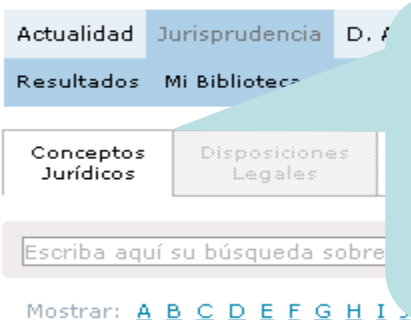 Actualidad Jurisprudencia D. A
Resultados Mi Biblioteca
Conceptos Jurídicos
Disposiciones Legales
Escriba aquí su búsqueda sobre
Mostrar: A B C D E F G H I J